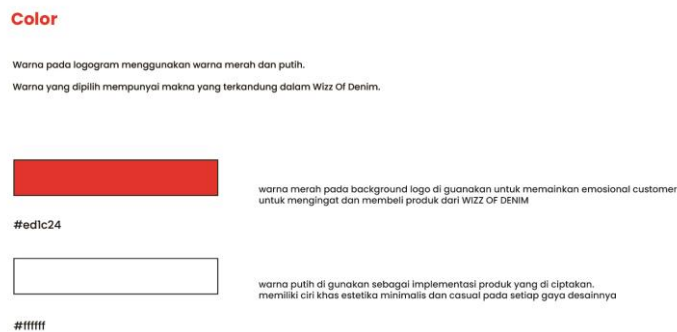 Color
Warna pada logogram menggunakan warna merah dan putih.
Warna yang dipilih mempunyai makna yang terkandung dalam Wizz Of Denim.
warna merah pada background logo di guanakan untuk memainkan emosional customer
untuk mengingat dan membeli produk dari WIZZ OF DENIM
#ed1c24
warna putih di gunakan sebagai implementasi produk yang di ciptakan.
memiliki ciri khas estetika minimalis dan casual pada setiap gaya desainnya
#ffffff